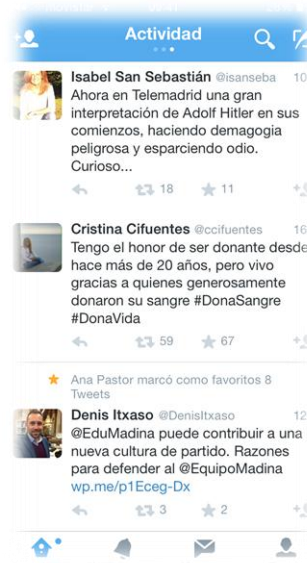 Actividad
Isabel San Sebastián @isanseba 10
Ahora en Telemadrid una gran
interpretación de Adolf Hitler en sus
comienzos, haciendo demagogia
peligrosa y esparciendo odio.
Curioso...
18 11
Cristina Cifuentes @ccifuentes 16
Tengo el honor de ser donante desde
hace más de 20 años, pero vivo
gracias a quienes generosamente
donaron su sangre #DonaSangre
#DonaVida
59 67
Ana Pastor marcó como favoritos 8
Tweets
Denis Itxaso @DenisItxaso 12
@EduMadina puede contribuir a una
nueva cultura de partido. Razones
para defender al @EquipoMadina
wp.me/p1Eceg-Dx
3 2